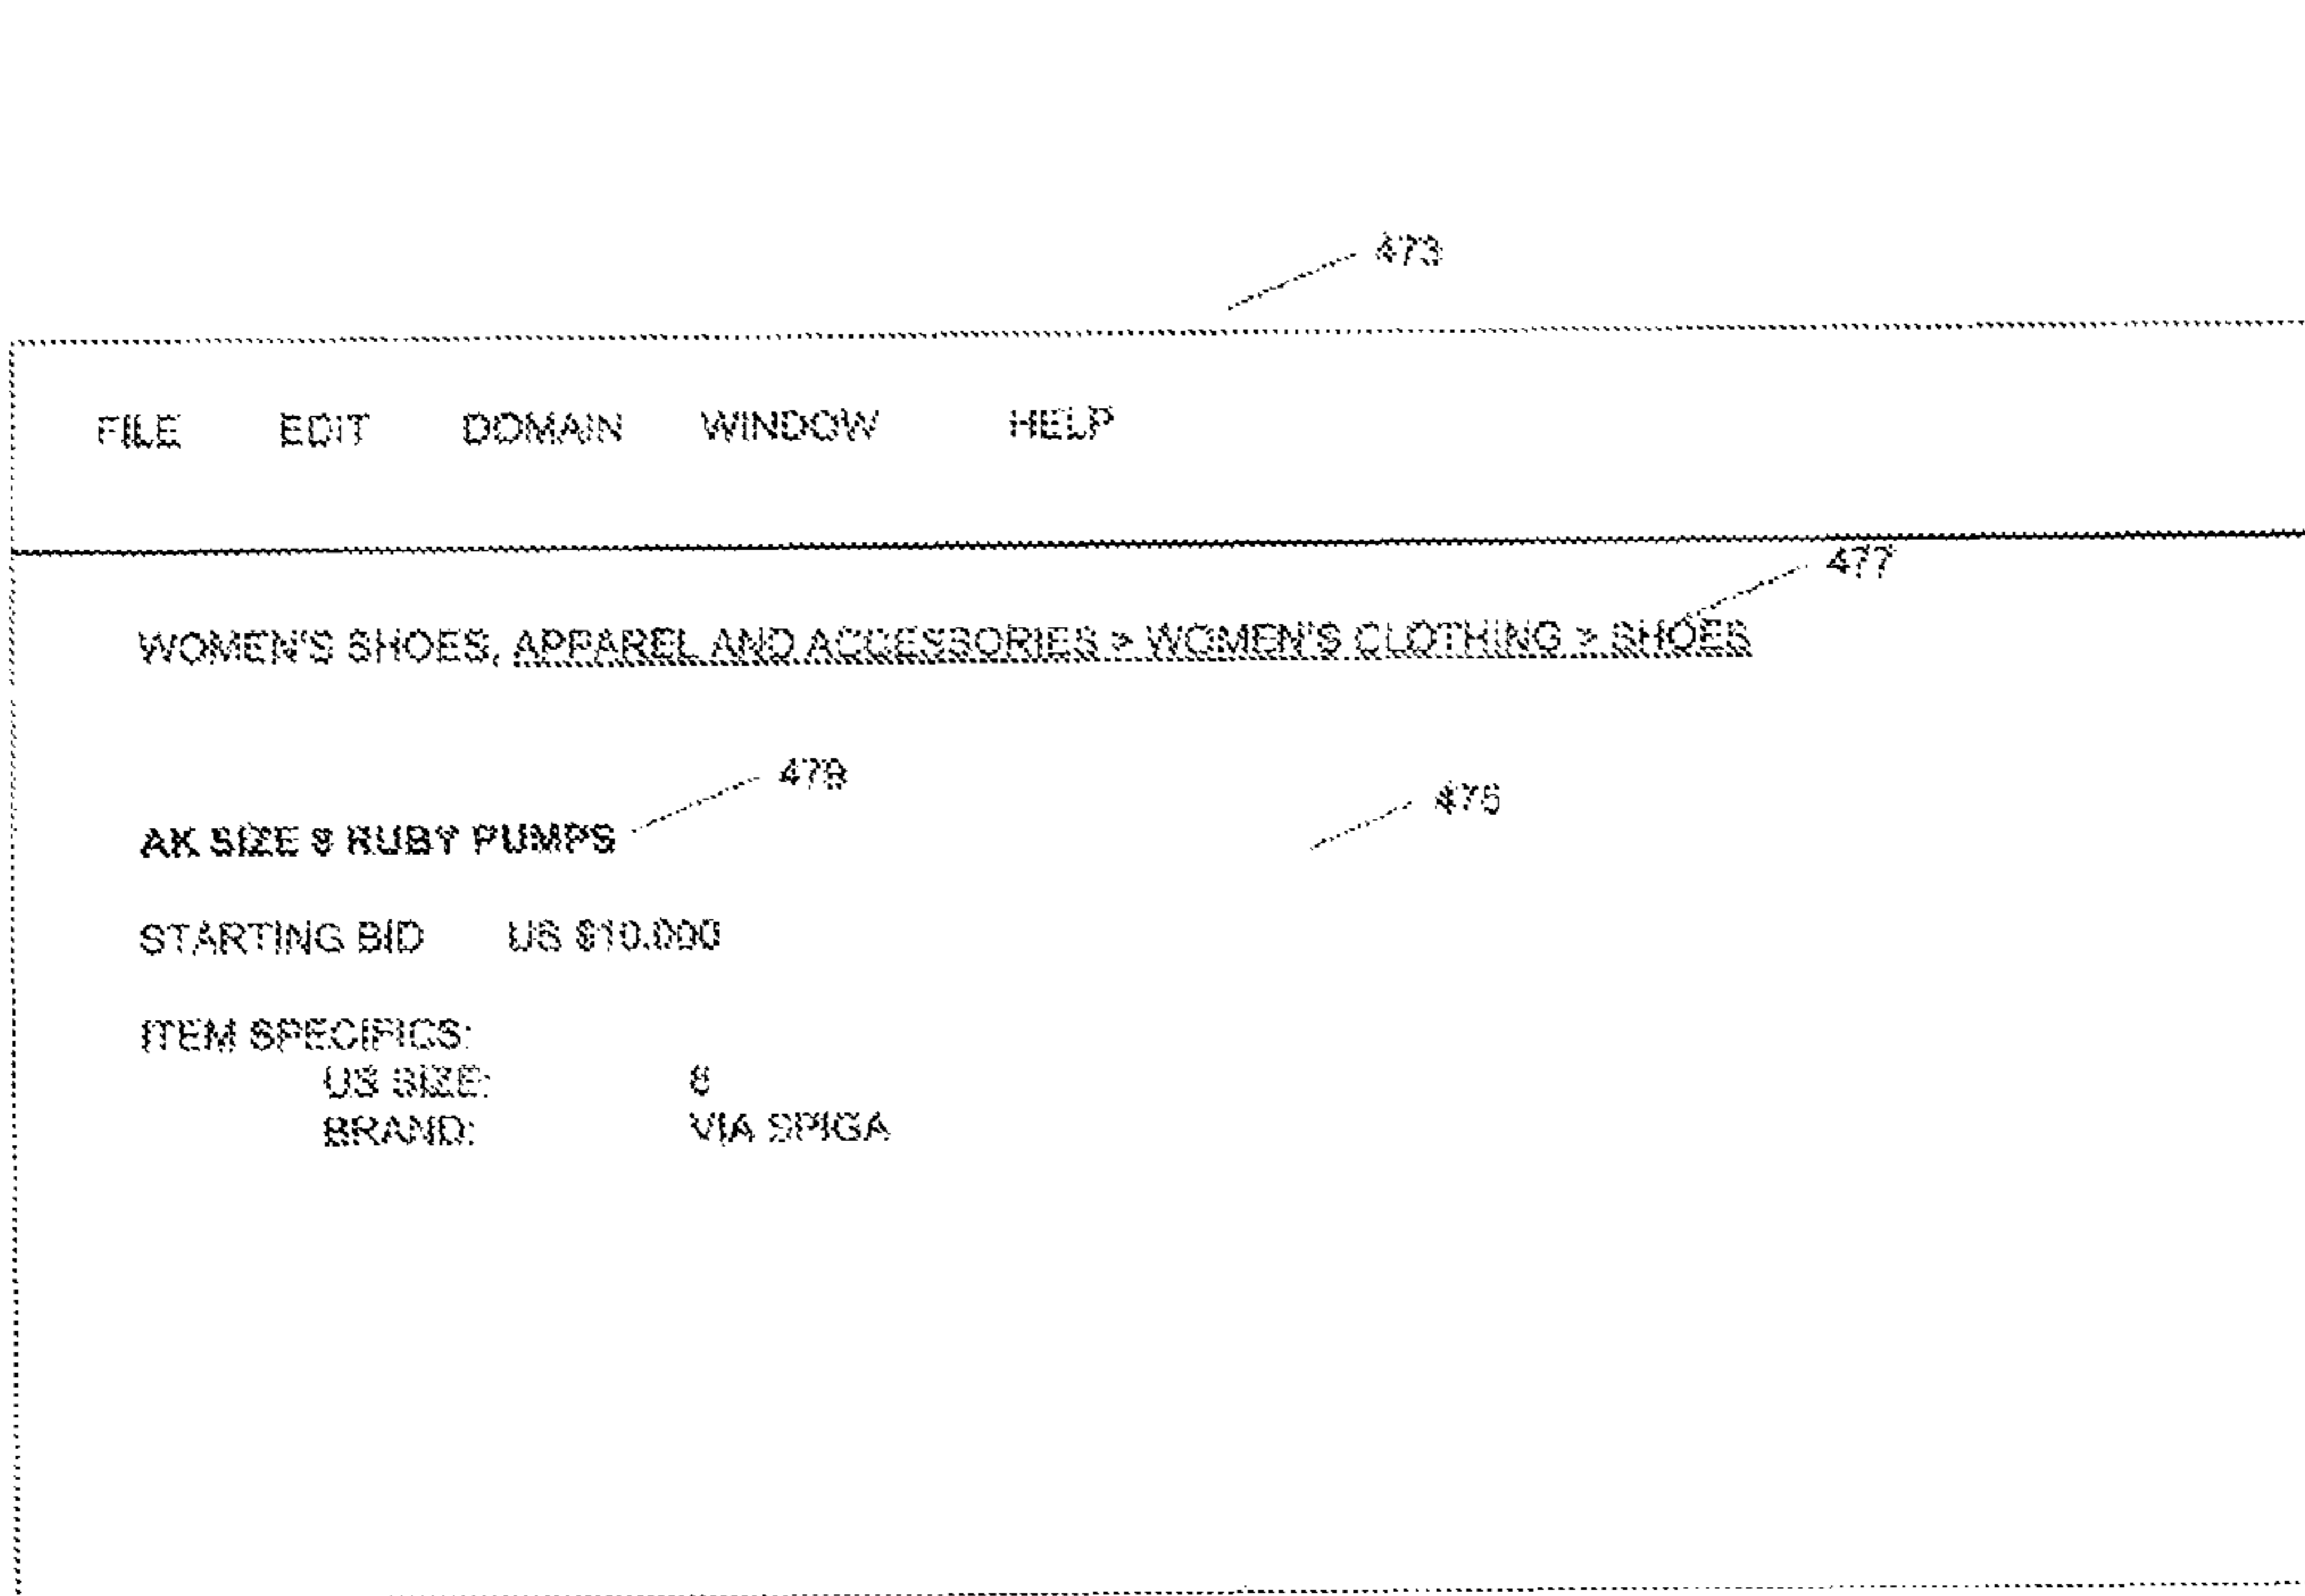 473
FILE EDIT DOMAIN WINDOW HELP
477
WOMEN'S SHOES, APPAREL AND ACCESSORIES > WOMEN'S CLOTHING > SHOES
479
475
AK SIZE 8 RUBY PUMPS
STARTING BID US $10.000
ITEM SPECIFICS:
US SIZE: 8
BRAND: VIA SPIGA